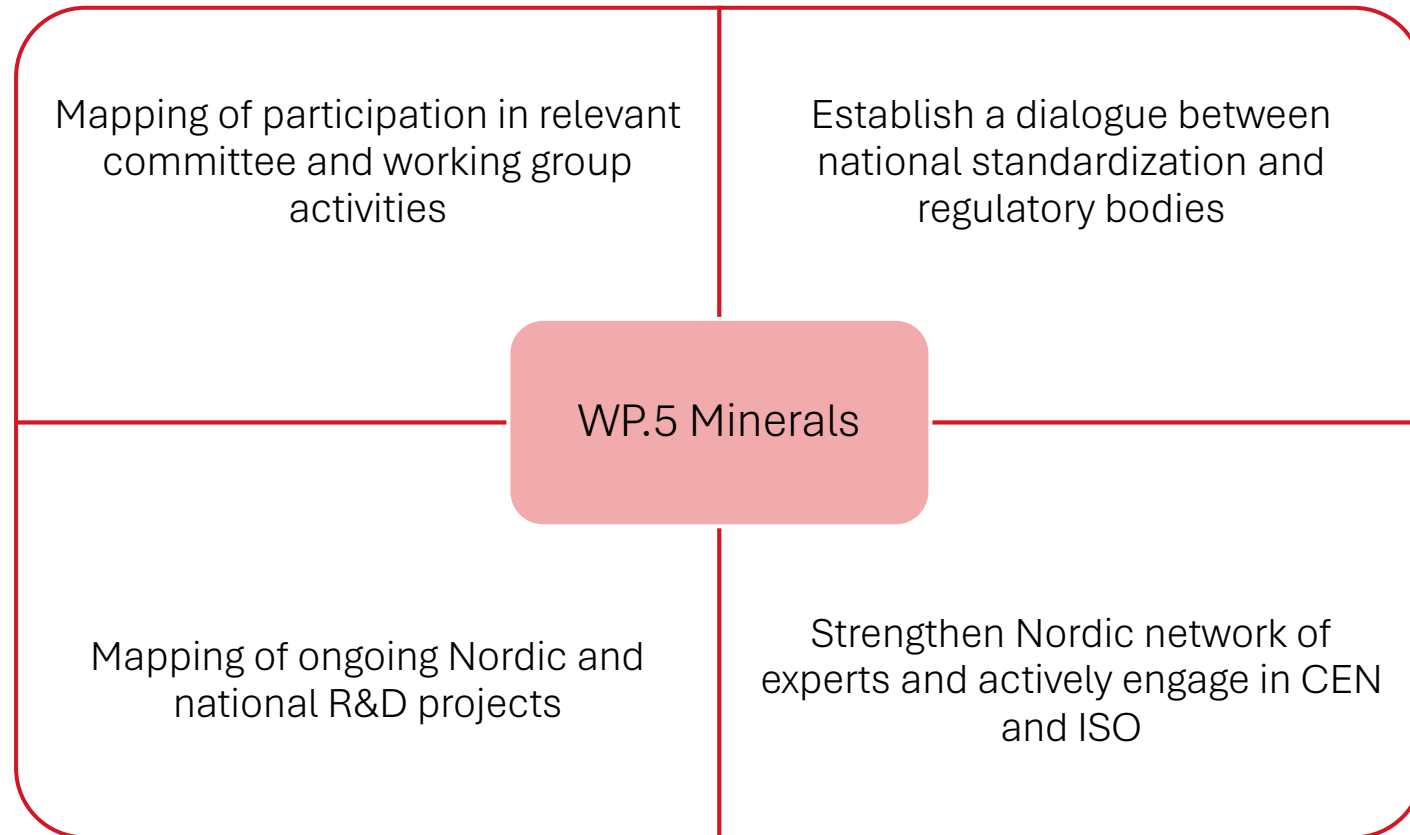 Mapping of participation in relevant
committee and working group
activities
Establish a dialogue between
national standardization and
regulatory bodies
WP.5 Minerals
Mapping of ongoing Nordic and
national R&D projects
Strengthen Nordic network of
experts and actively engage in CEN
and ISO